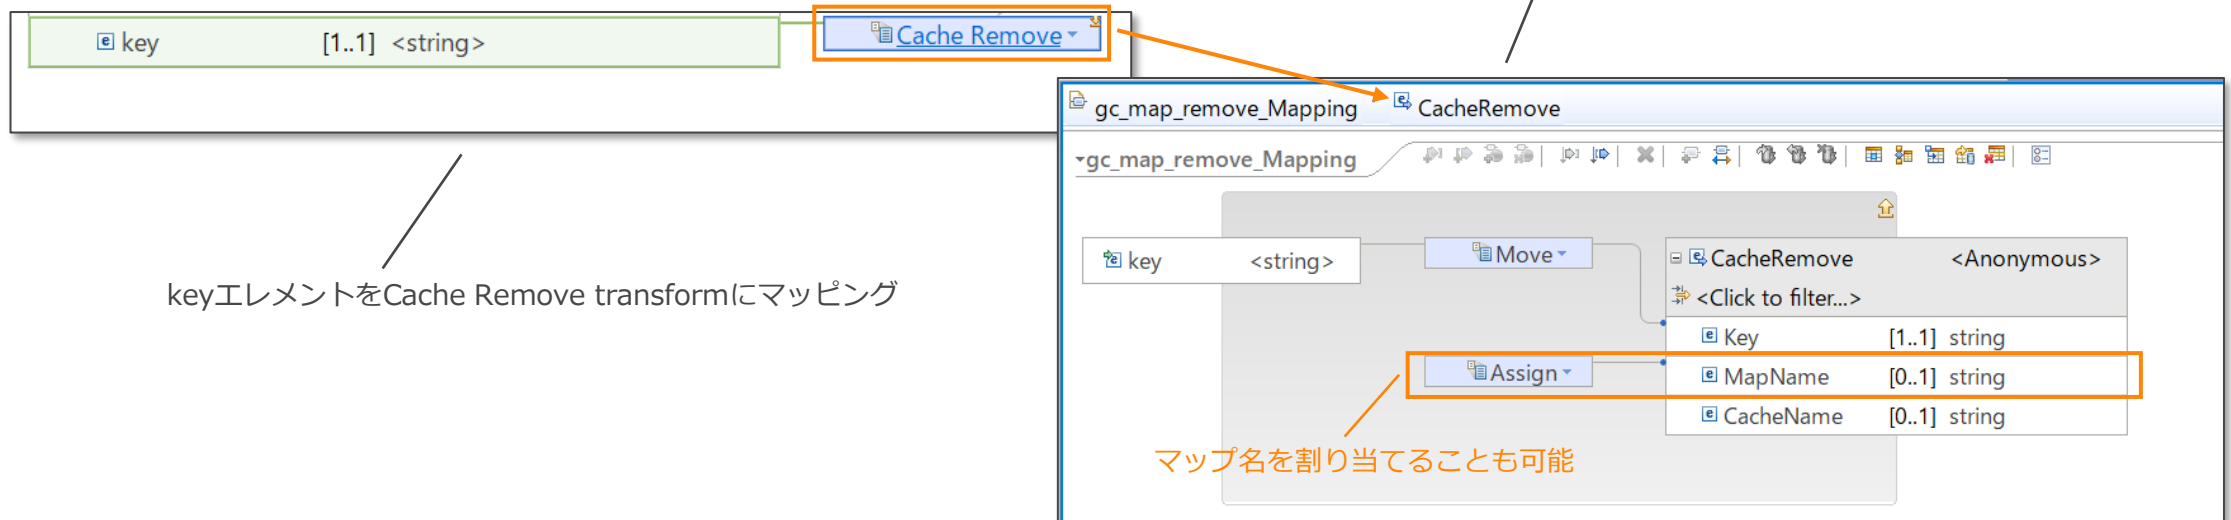 key [1..1] <string> Cache Remove
gc_map_remove_Mapping CacheRemove
gc_map_remove_Mapping
key <string> Move CacheRemove <Anonymous>
<Click to filter...>
Key [1..1] string
Assign MapName [0..1] string
CacheName [0..1] string
keyエレメントをCache Remove transformにマッピング
マップ名を割り当てることも可能